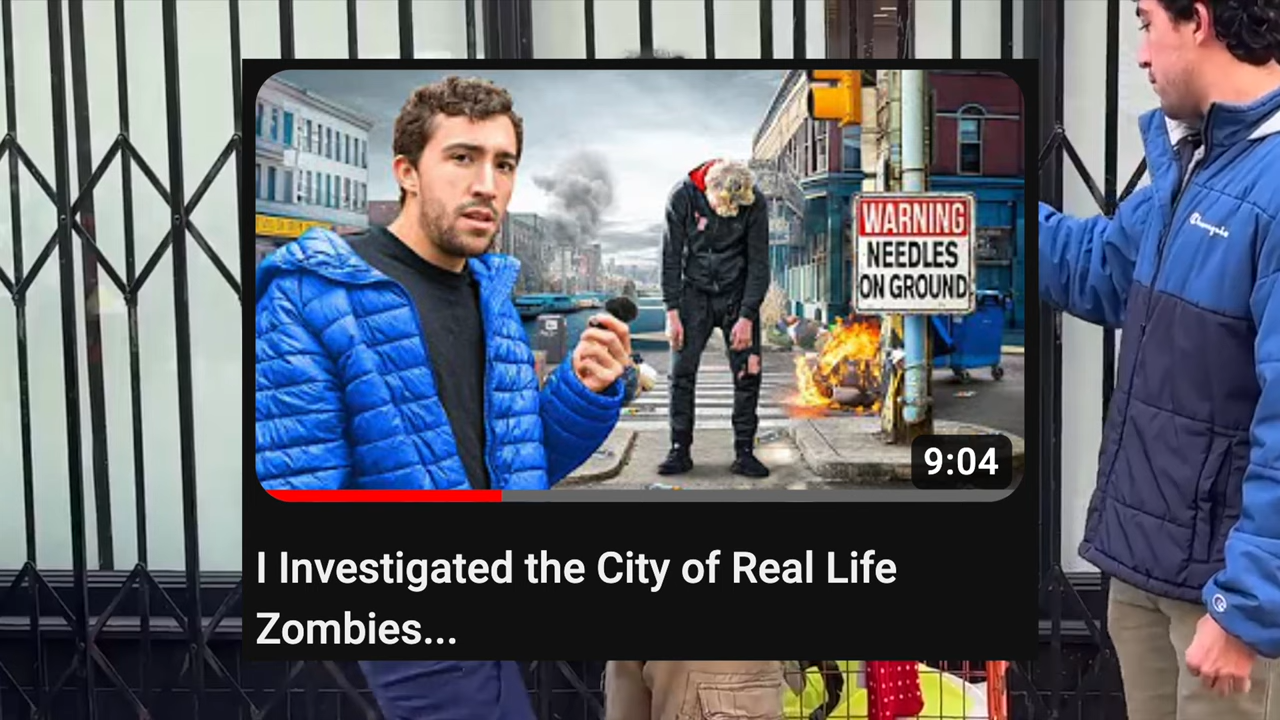 WARNING
NEEDLES
ON GROUND
9:04
I Investigated the City of Real Life
Zombies...
Champion